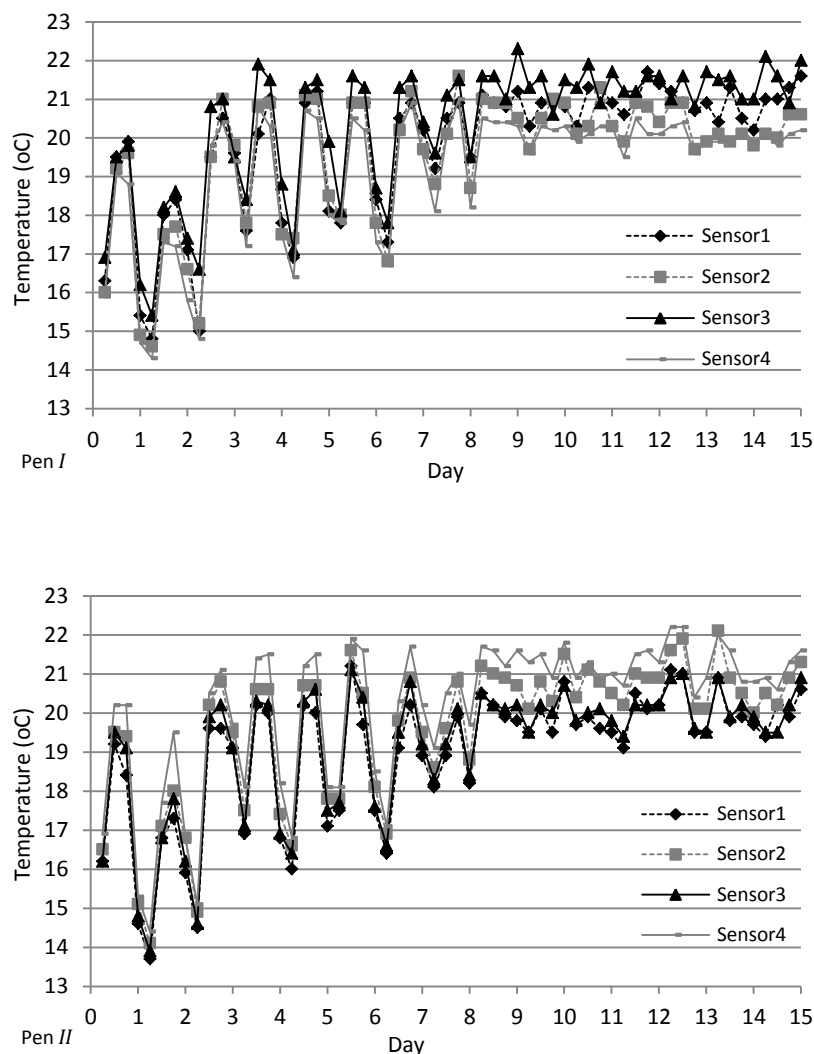 23
22
21
20
19
18
17
16
15
14
13
Temperature (oC)
Sensor1
Sensor2
Sensor3
Sensor4
0 1 2 3 4 5 6 7 8 9 10 11 12 13 14 15
Pen I
Day
23
22
21
20
19
18
17
16
15
14
13
Temperature (oC)
Sensor1
Sensor2
Sensor3
Sensor4
0 1 2 3 4 5 6 7 8 9 10 11 12 13 14 15
Pen II
Day